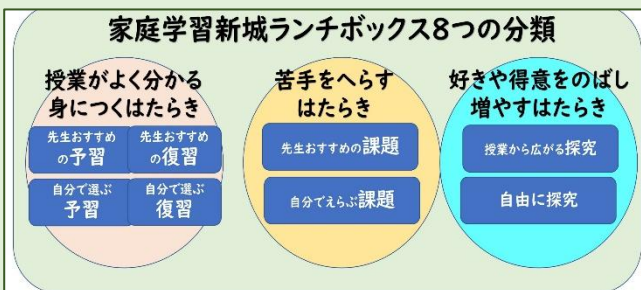 家庭学習新城ランチボックス8つの分類
授業がよく分かる
身につくはたらき
先生おすすめ
の予習
先生おすすめ
の復習
自分で選ぶ
予習
自分で選ぶ
復習
苦手をへらす
はたらき
先生おすすめの課題
自分でえらぶ課題
好きや得意をのばし
増やすはたらき
授業から広がる探究
自由に探究